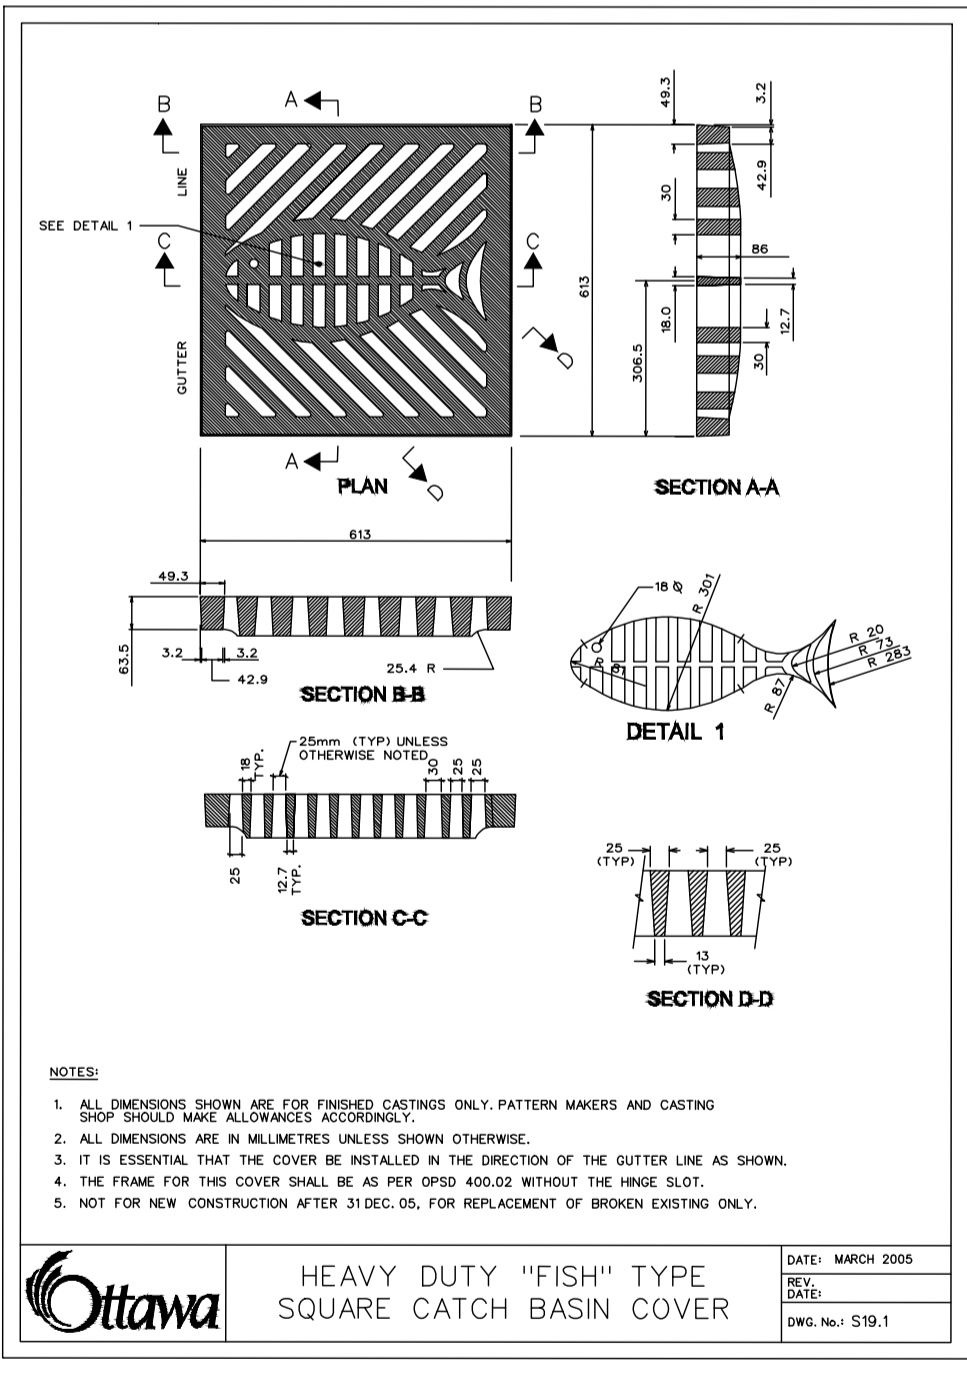 B
A
B
LINE
SEE DETAIL 1
C
C
GUTTER
613
D
A
D
PLAN
49.3
3.2
42.9
30
86
18.0
12.7
306.5
30
SECTION A-A
613
49.3
63.5
3.2
3.2
42.9
25.4 R
SECTION B-B
18 Ø
R 301
R 20
R 73
R 283
R 87
DETAIL 1
25mm (TYP) UNLESS
OTHERWISE NOTED
18
TYP.
30
25
25
25
12.7
TYP.
SECTION C-C
25
(TYP)
25
(TYP)
13
(TYP)
SECTION D-D
NOTES:
1. ALL DIMENSIONS SHOWN ARE FOR FINISHED CASTINGS ONLY. PATTERN MAKERS AND CASTING
SHOP SHOULD MAKE ALLOWANCES ACCORDINGLY.
2. ALL DIMENSIONS ARE IN MILLIMETRES UNLESS SHOWN OTHERWISE.
3. IT IS ESSENTIAL THAT THE COVER BE INSTALLED IN THE DIRECTION OF THE GUTTER LINE AS SHOWN.
4. THE FRAME FOR THIS COVER SHALL BE AS PER OPSD 400.02 WITHOUT THE HINGE SLOT.
5. NOT FOR NEW CONSTRUCTION AFTER 31 DEC. 05, FOR REPLACEMENT OF BROKEN EXISTING ONLY.
Ottawa
HEAVY DUTY "FISH" TYPE
SQUARE CATCH BASIN COVER
DATE: MARCH 2005
REV.
DATE:
DWG. No.: S19.1